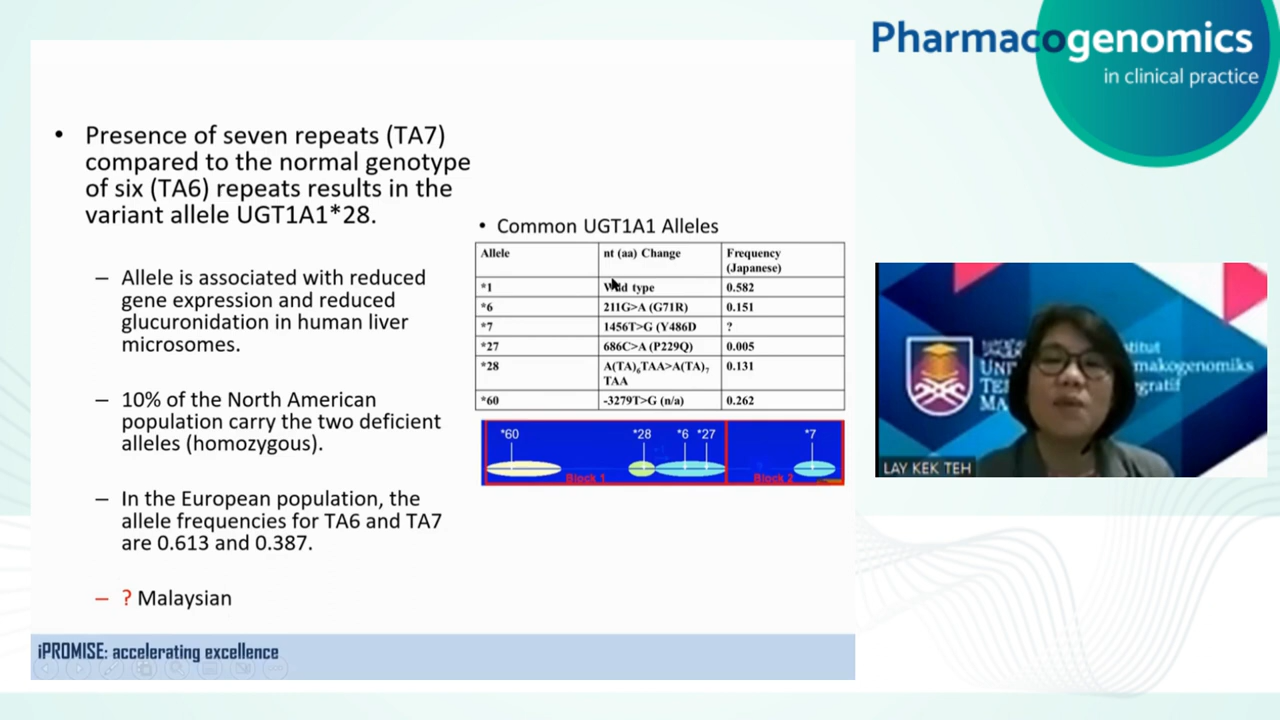 Pharmacogenomics
in clinical practice
• Presence of seven repeats (TA7)
compared to the normal genotype
of six (TA6) repeats results in the
variant allele UGT1A1*28.
– Allele is associated with reduced
gene expression and reduced
glucuronidation in human liver
microsomes.
– 10% of the North American
population carry the two deficient
alleles (homozygous).
– In the European population, the
allele frequencies for TA6 and TA7
are 0.613 and 0.387.
– ? Malaysian
• Common UGT1A1 Alleles
Allele nt (aa) Change Frequency
(Japanese)
*1 Wild type 0.582
*6 211G>A (G71R) 0.151
*7 1456T>G (Y486D ?
*27 686C>A (P229Q) 0.005
*28 A(TA)₆TAA>A(TA)₇ 0.131
TAA
*60 -3279T>G (n/a) 0.262
*60 *28 *6 *27 *7
Block 1 Block 2
iPROMISE: accelerating excellence
UNI
TE
MA
titut
makogenomiks
gratif
LAY KEK TEH